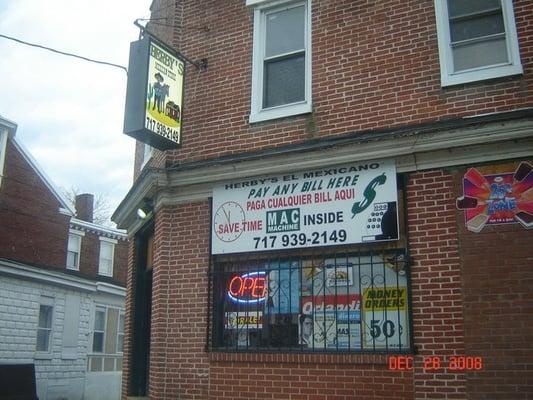 HERBY'S
717 939-2149
HERBY'S EL MEXICANO
PAY ANY BILL HERE
PAGA CUALQUIER BILL AQUI
SAVE TIME MAC MACHINE INSIDE
717 939-2149
OPEN
MONEY
ORDERS
50
ZONE
DEC 28 2008